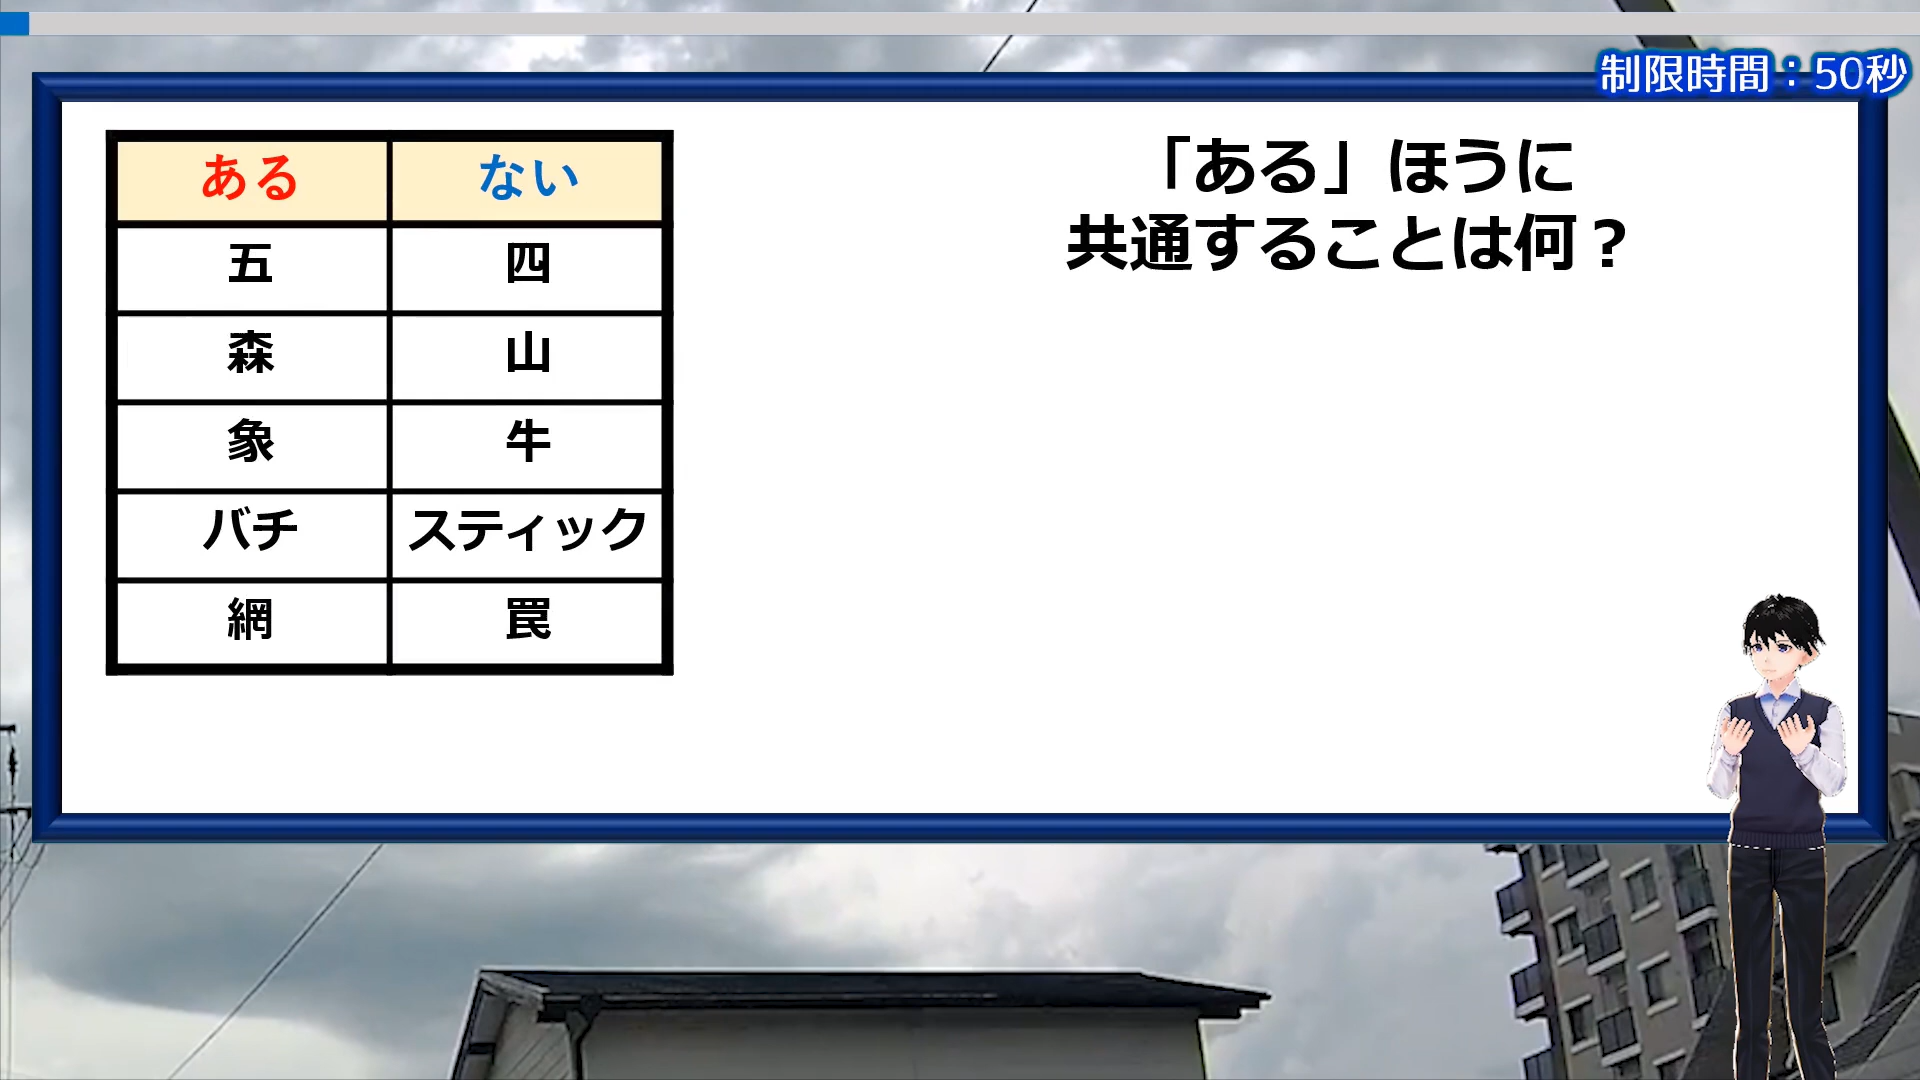 制限時間：50秒
ある ない
五 四
森 山
象 牛
バチ スティック
網 罠
「ある」ほうに
共通することは何？